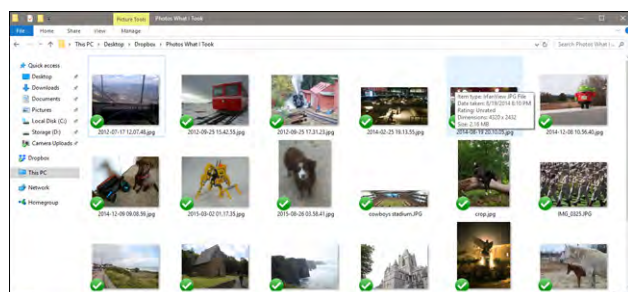 Picture Tools
Photos What I Took
File
Home
Share
View
Manage
This PC
Desktop
Dropbox
Photos What I Took
Search Photos What I...
Quick access
Desktop
Downloads
Documents
Pictures
Local Disk (C:)
Storage (D:)
Camera Uploads
Dropbox
This PC
Network
Homegroup
2012-07-17 12.07.48.jpg
2012-09-25 15.42.55.jpg
2012-09-25 17.31.23.jpg
2014-02-25 19.13.55.jpg
2014-08-19 20.10.05.jpg
2014-12-08 10.56.40.jpg
Item type: IrfanView JPG File
Date taken: 8/19/2014 8:10 PM
Rating: Unrated
Dimensions: 4320 x 2432
Size: 2.18 MB
2014-12-09 09.08.39.jpg
2015-03-02 01.17.35.jpg
2015-08-26 03.58.41.jpg
cowboys stadium.JPG
crop.jpg
IMG_0325.JPG